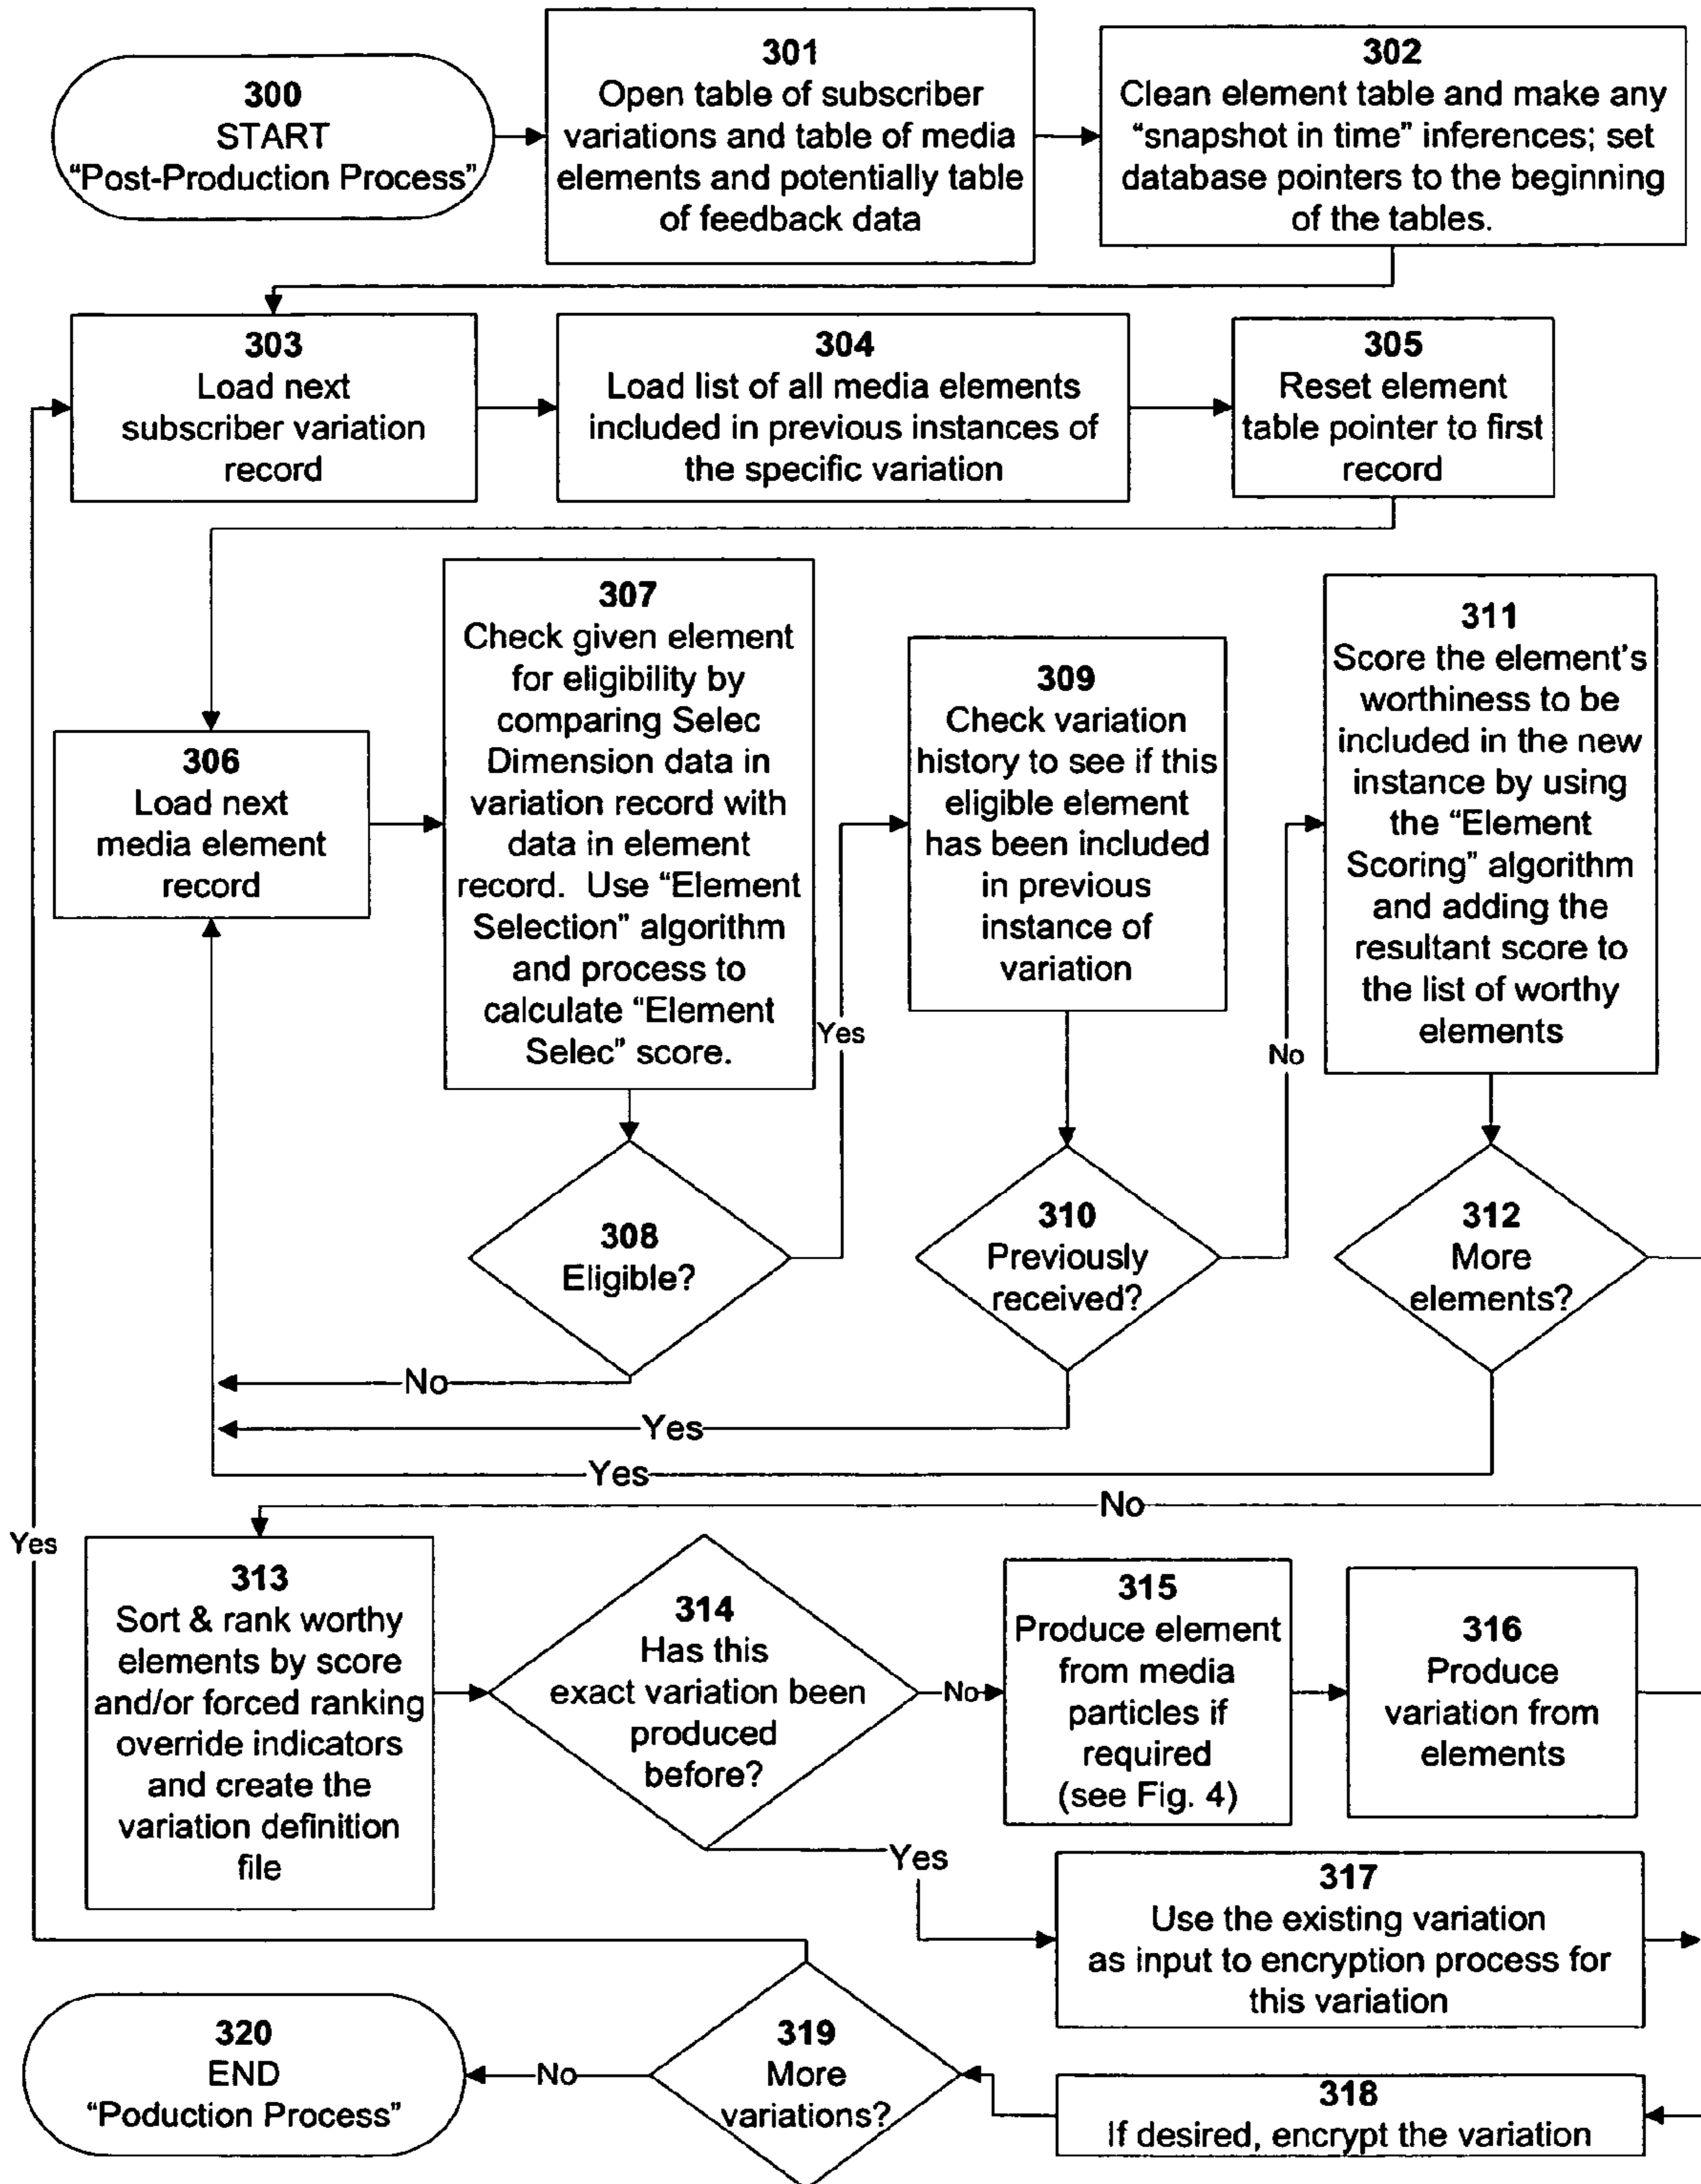 300
START
“Post-Production Process”
301
Open table of subscriber
variations and table of media
elements and potentially table
of feedback data
302
Clean element table and make any
“snapshot in time” inferences; set
database pointers to the beginning
of the tables.
303
Load next
subscriber variation
record
304
Load list of all media elements
included in previous instances of
the specific variation
305
Reset element
table pointer to first
record
306
Load next
media element
record
307
Check given element
for eligibility by
comparing Selec
Dimension data in
variation record with
data in element
record. Use “Element
Selection” algorithm
and process to
calculate “Element
Selec” score.
308
Eligible?
Yes
No
309
Check variation
history to see if this
eligible element
has been included
in previous
instance of
variation
310
Previously
received?
No
Yes
311
Score the element’s
worthiness to be
included in the new
instance by using
the “Element
Scoring” algorithm
and adding the
resultant score to
the list of worthy
elements
312
More
elements?
Yes
No
Yes
313
Sort & rank worthy
elements by score
and/or forced ranking
override indicators
and create the
variation definition
file
314
Has this
exact variation been
produced
before?
No
Yes
315
Produce element
from media
particles if
required
(see Fig. 4)
316
Produce
variation from
elements
317
Use the existing variation
as input to encryption process for
this variation
318
If desired, encrypt the variation
319
More
variations?
No
320
END
“Poduction Process”